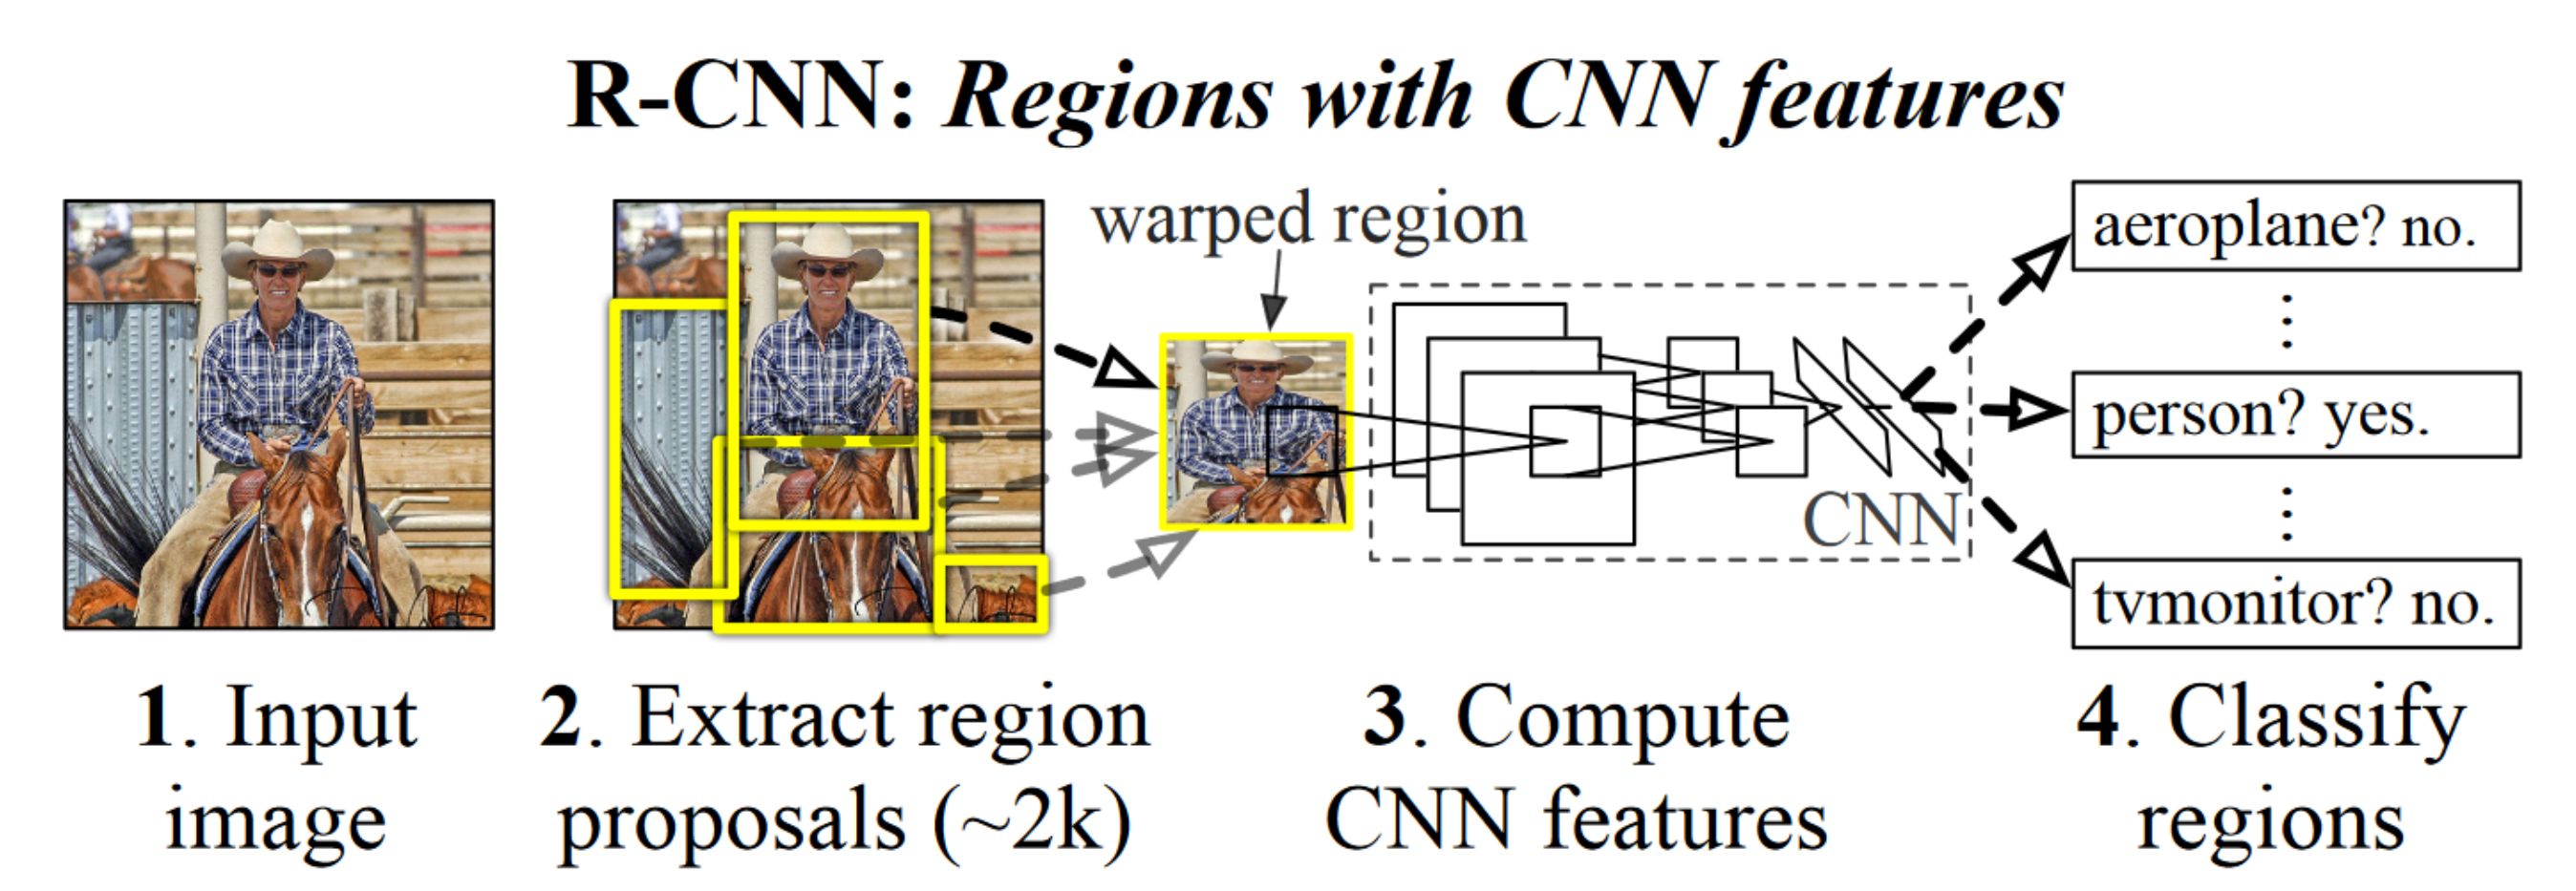 R-CNN: Regions with CNN features
warped region
aeroplane? no.
person? yes.
CNN
tvmonitor? no.
1. Input
image
2. Extract region
proposals (~2k)
3. Compute
CNN features
4. Classify
regions